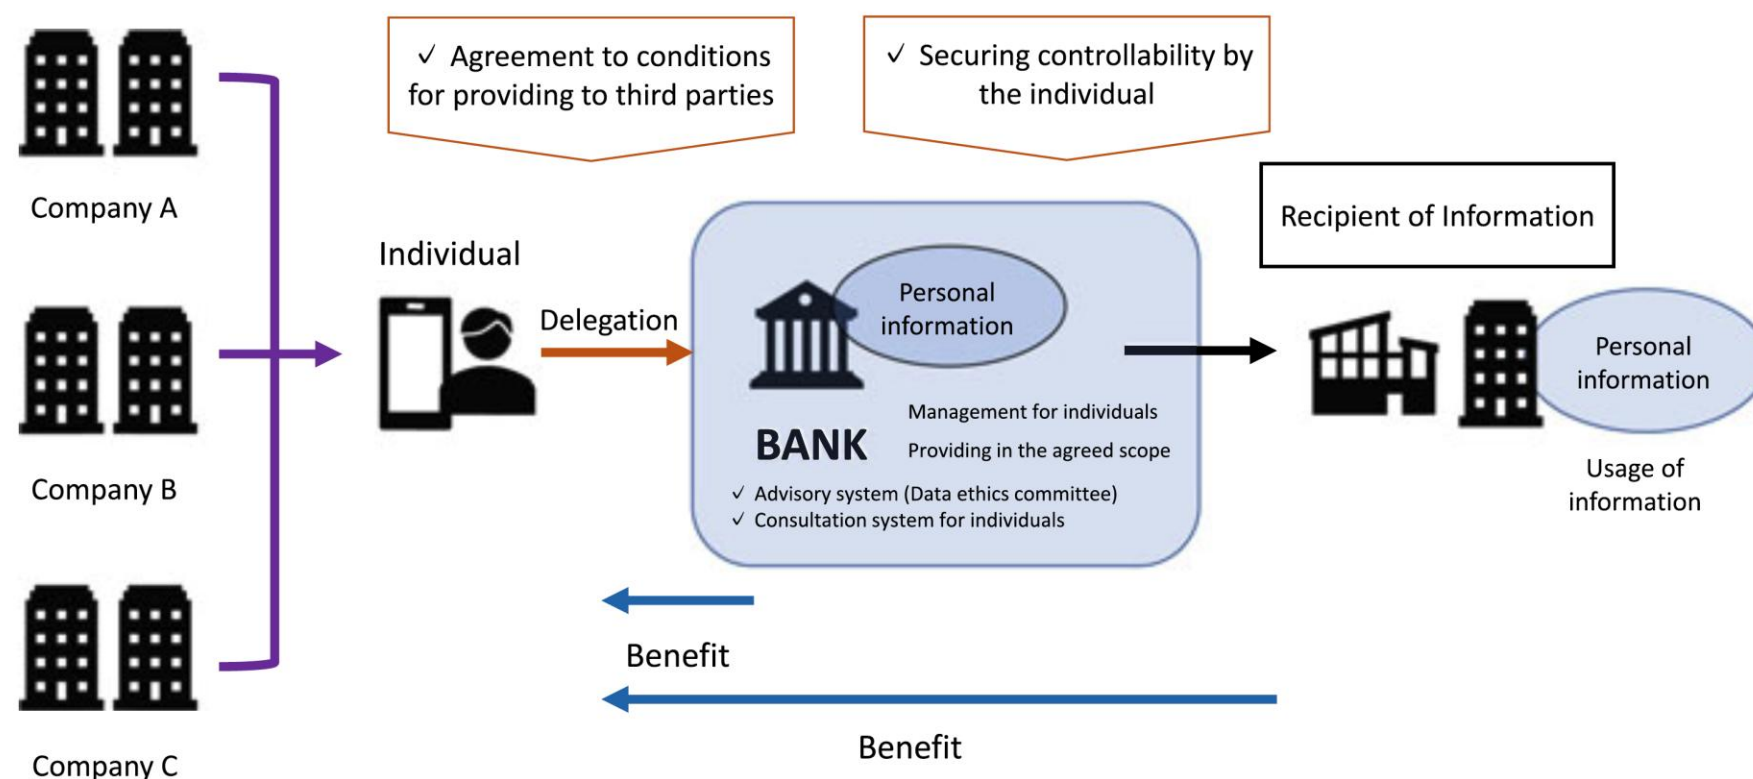 ✓ Agreement to conditions
for providing to third parties
✓ Securing controllability by
the individual
Company A
Recipient of Information
Individual
Delegation
Personal
information
Personal
information
Management for individuals
BANK
Providing in the agreed scope
Usage of
information
Company B
✓ Advisory system (Data ethics committee)
✓ Consultation system for individuals
Benefit
Benefit
Company C